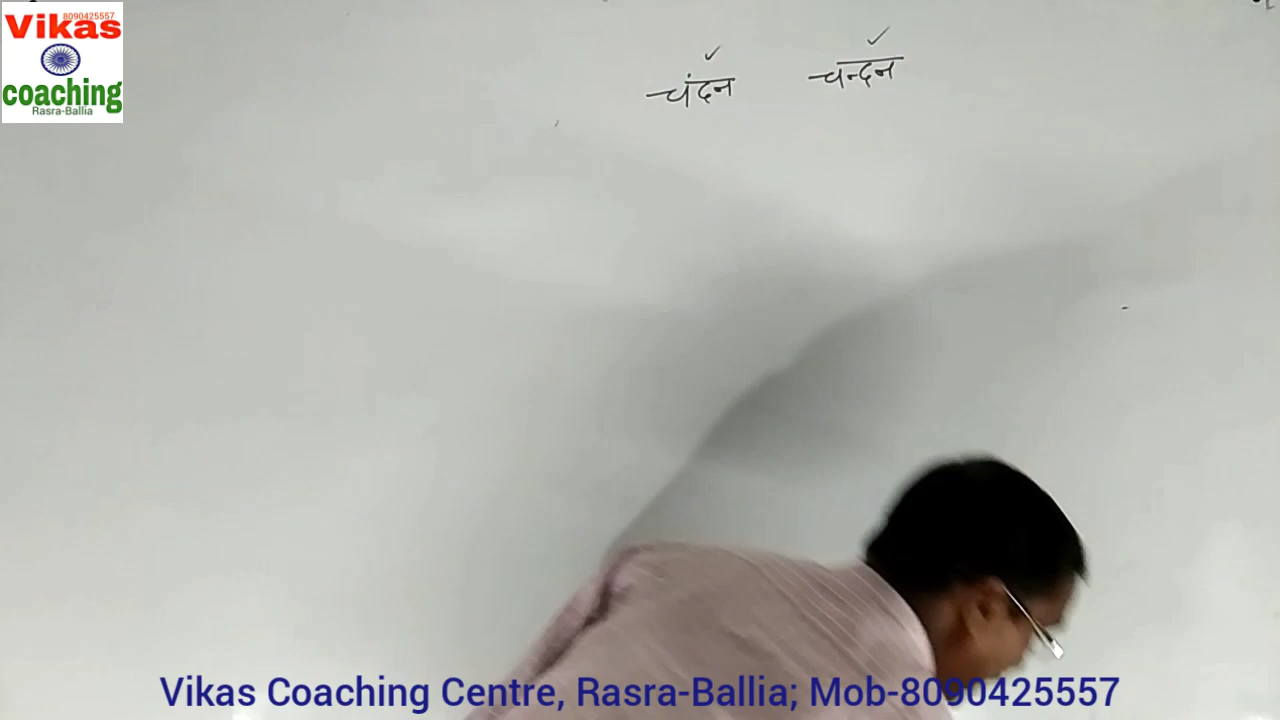 8090425557
Vikas
coaching
Rasra-Ballia
चंदन चन्दन
Vikas Coaching Centre, Rasra-Ballia; Mob-8090425557